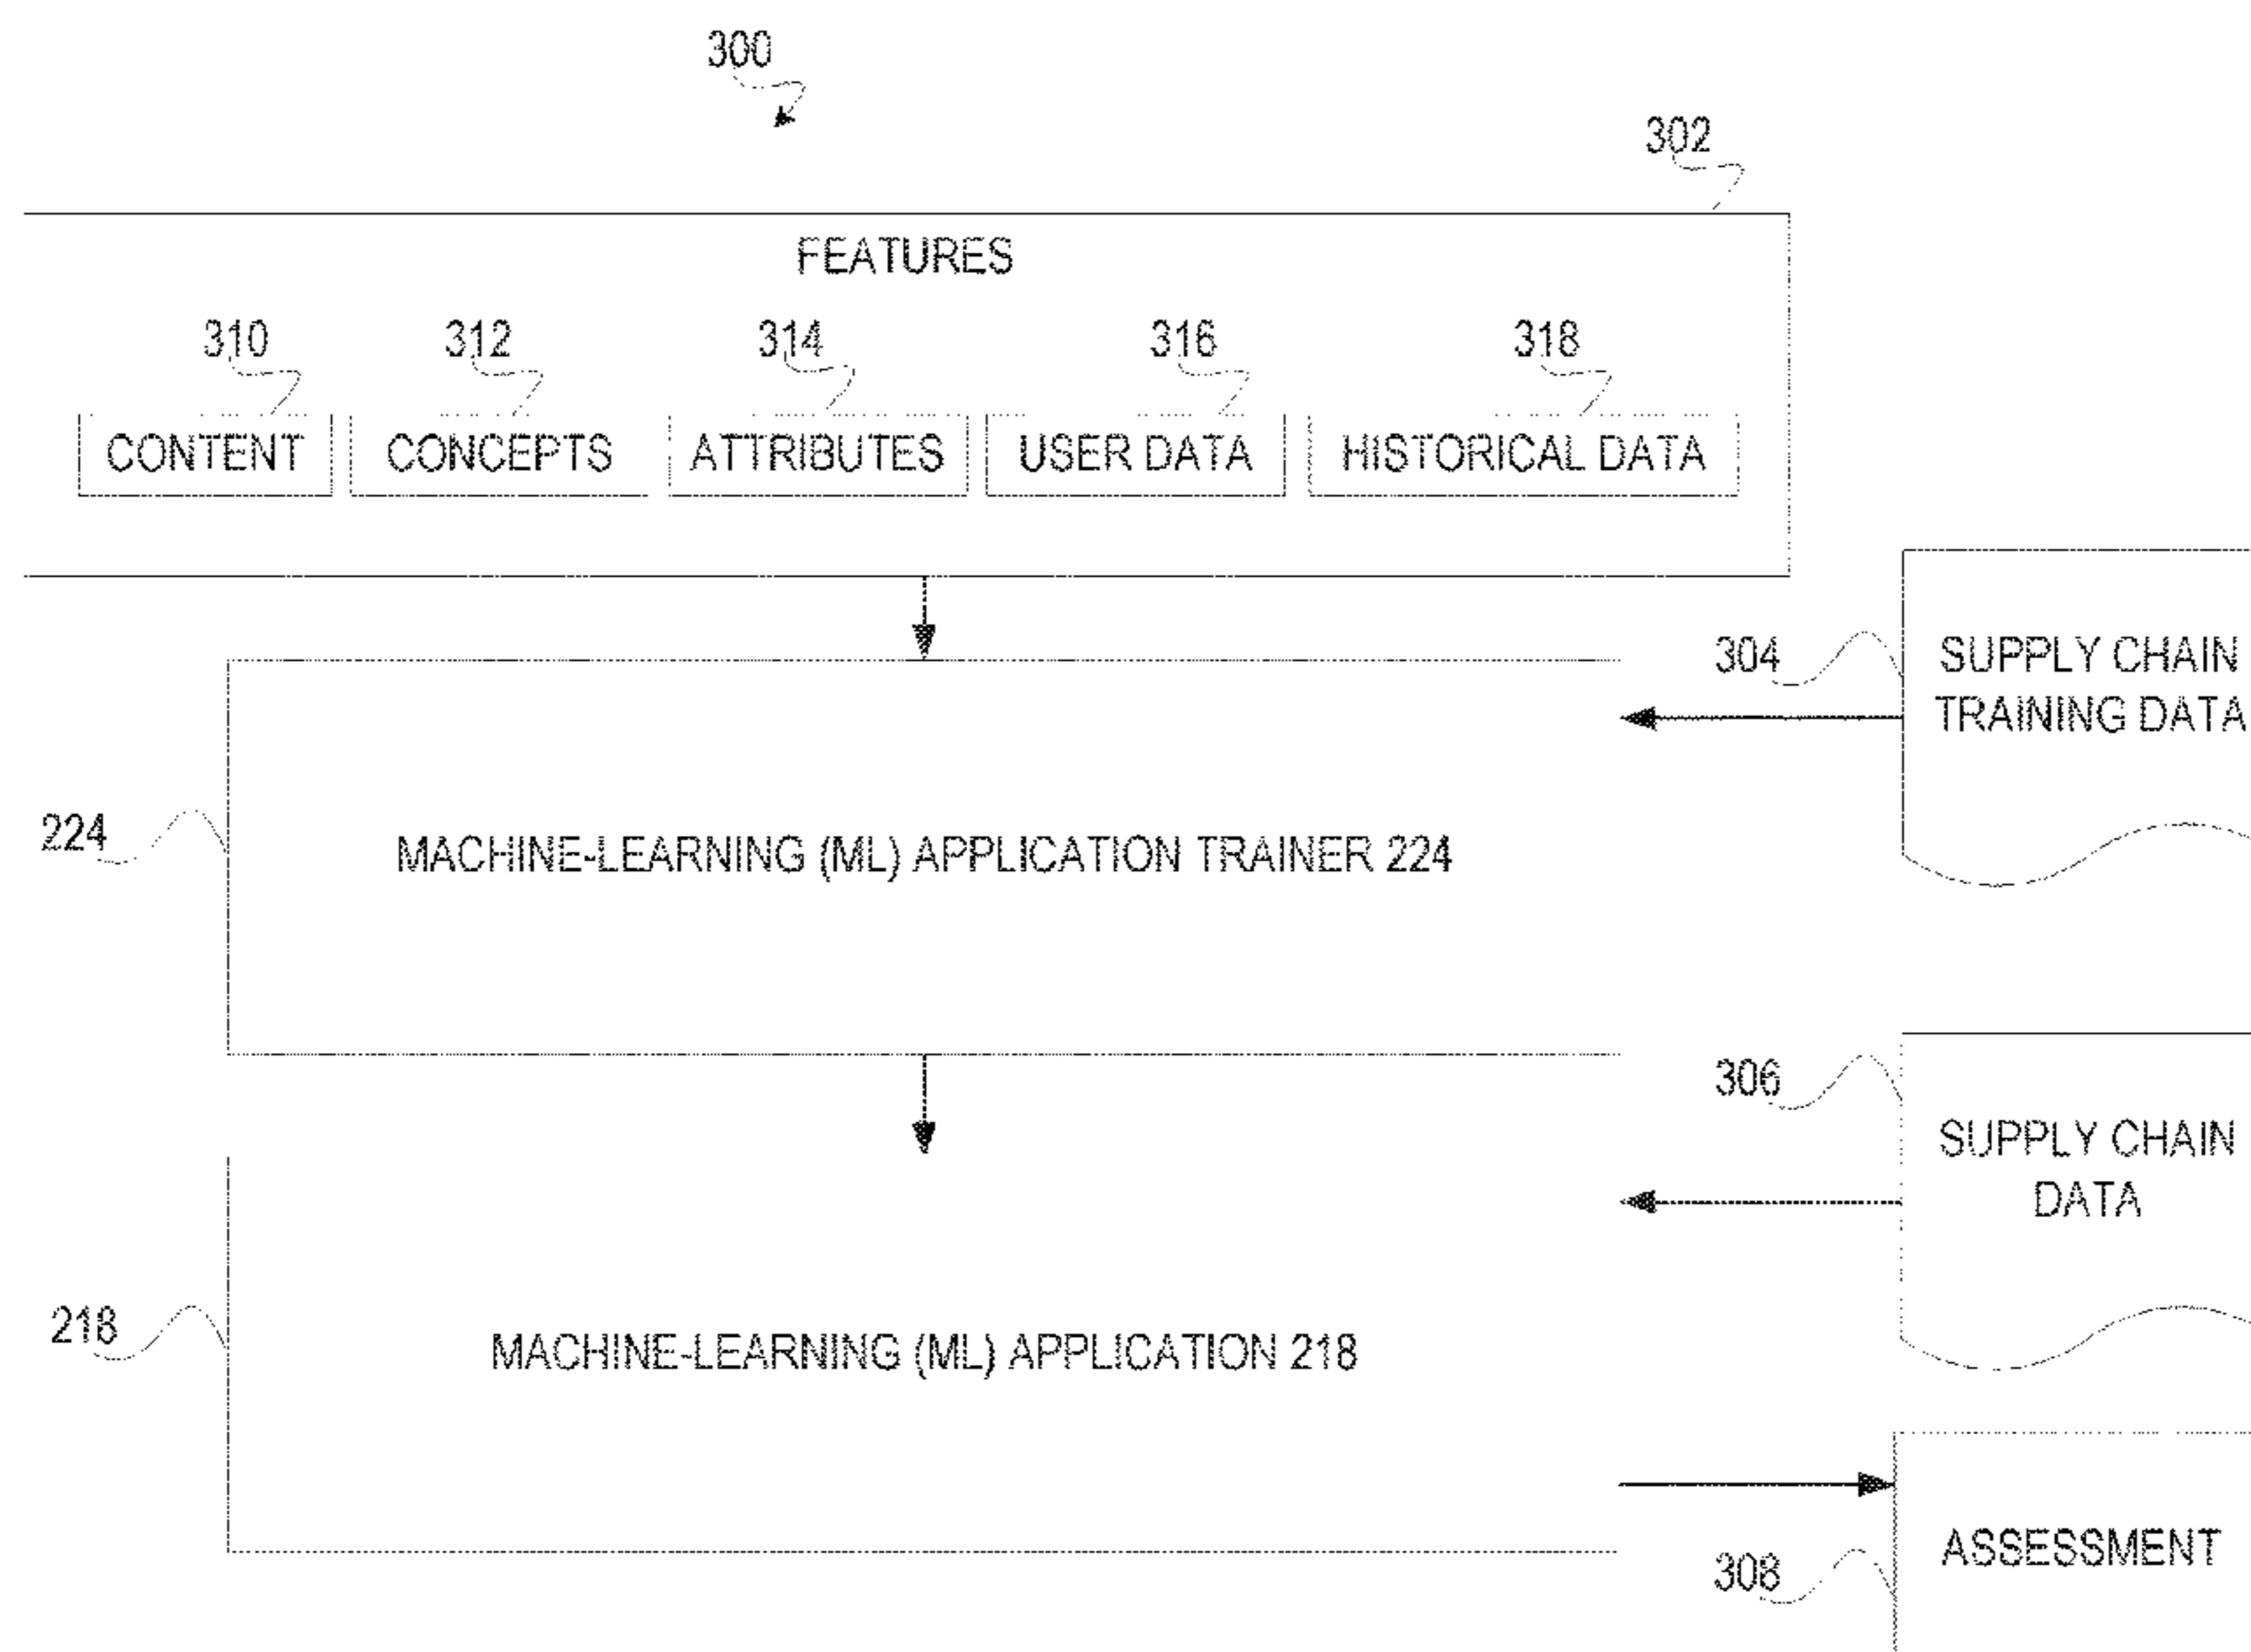 300
302
FEATURES
310 312 314 316 318
CONTENT CONCEPTS ATTRIBUTES USER DATA HISTORICAL DATA
304
SUPPLY CHAIN
TRAINING DATA
224
MACHINE-LEARNING (ML) APPLICATION TRAINER 224
306
SUPPLY CHAIN
DATA
218
MACHINE-LEARNING (ML) APPLICATION 218
308
ASSESSMENT